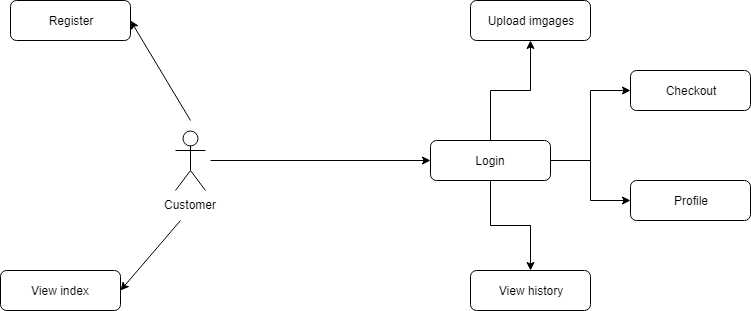 Register
Upload imgages
Checkout
Login
Customer
Profile
View index
View history